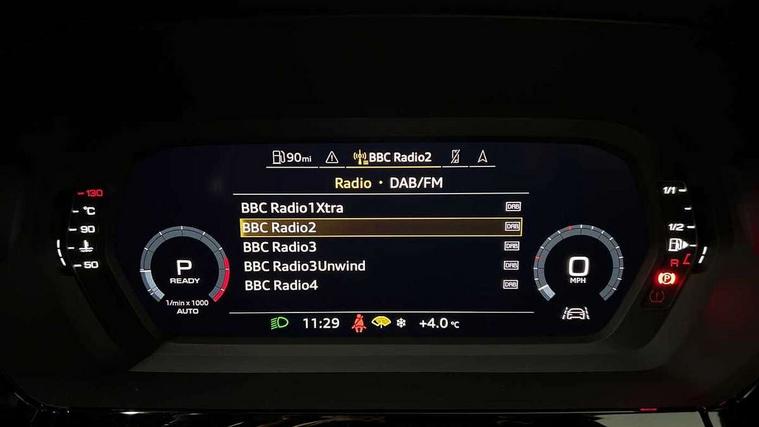 90mi BBC Radio2
Radio · DAB/FM
BBC Radio1Xtra DAB
BBC Radio2 DAB
BBC Radio3 DAB
BBC Radio3Unwind DAB
BBC Radio4 DAB
130
°C
90
50
P
READY
1/min x 1000
AUTO
0
MPH
1/1
1/2
R
(P)
11:29 +4.0 °C